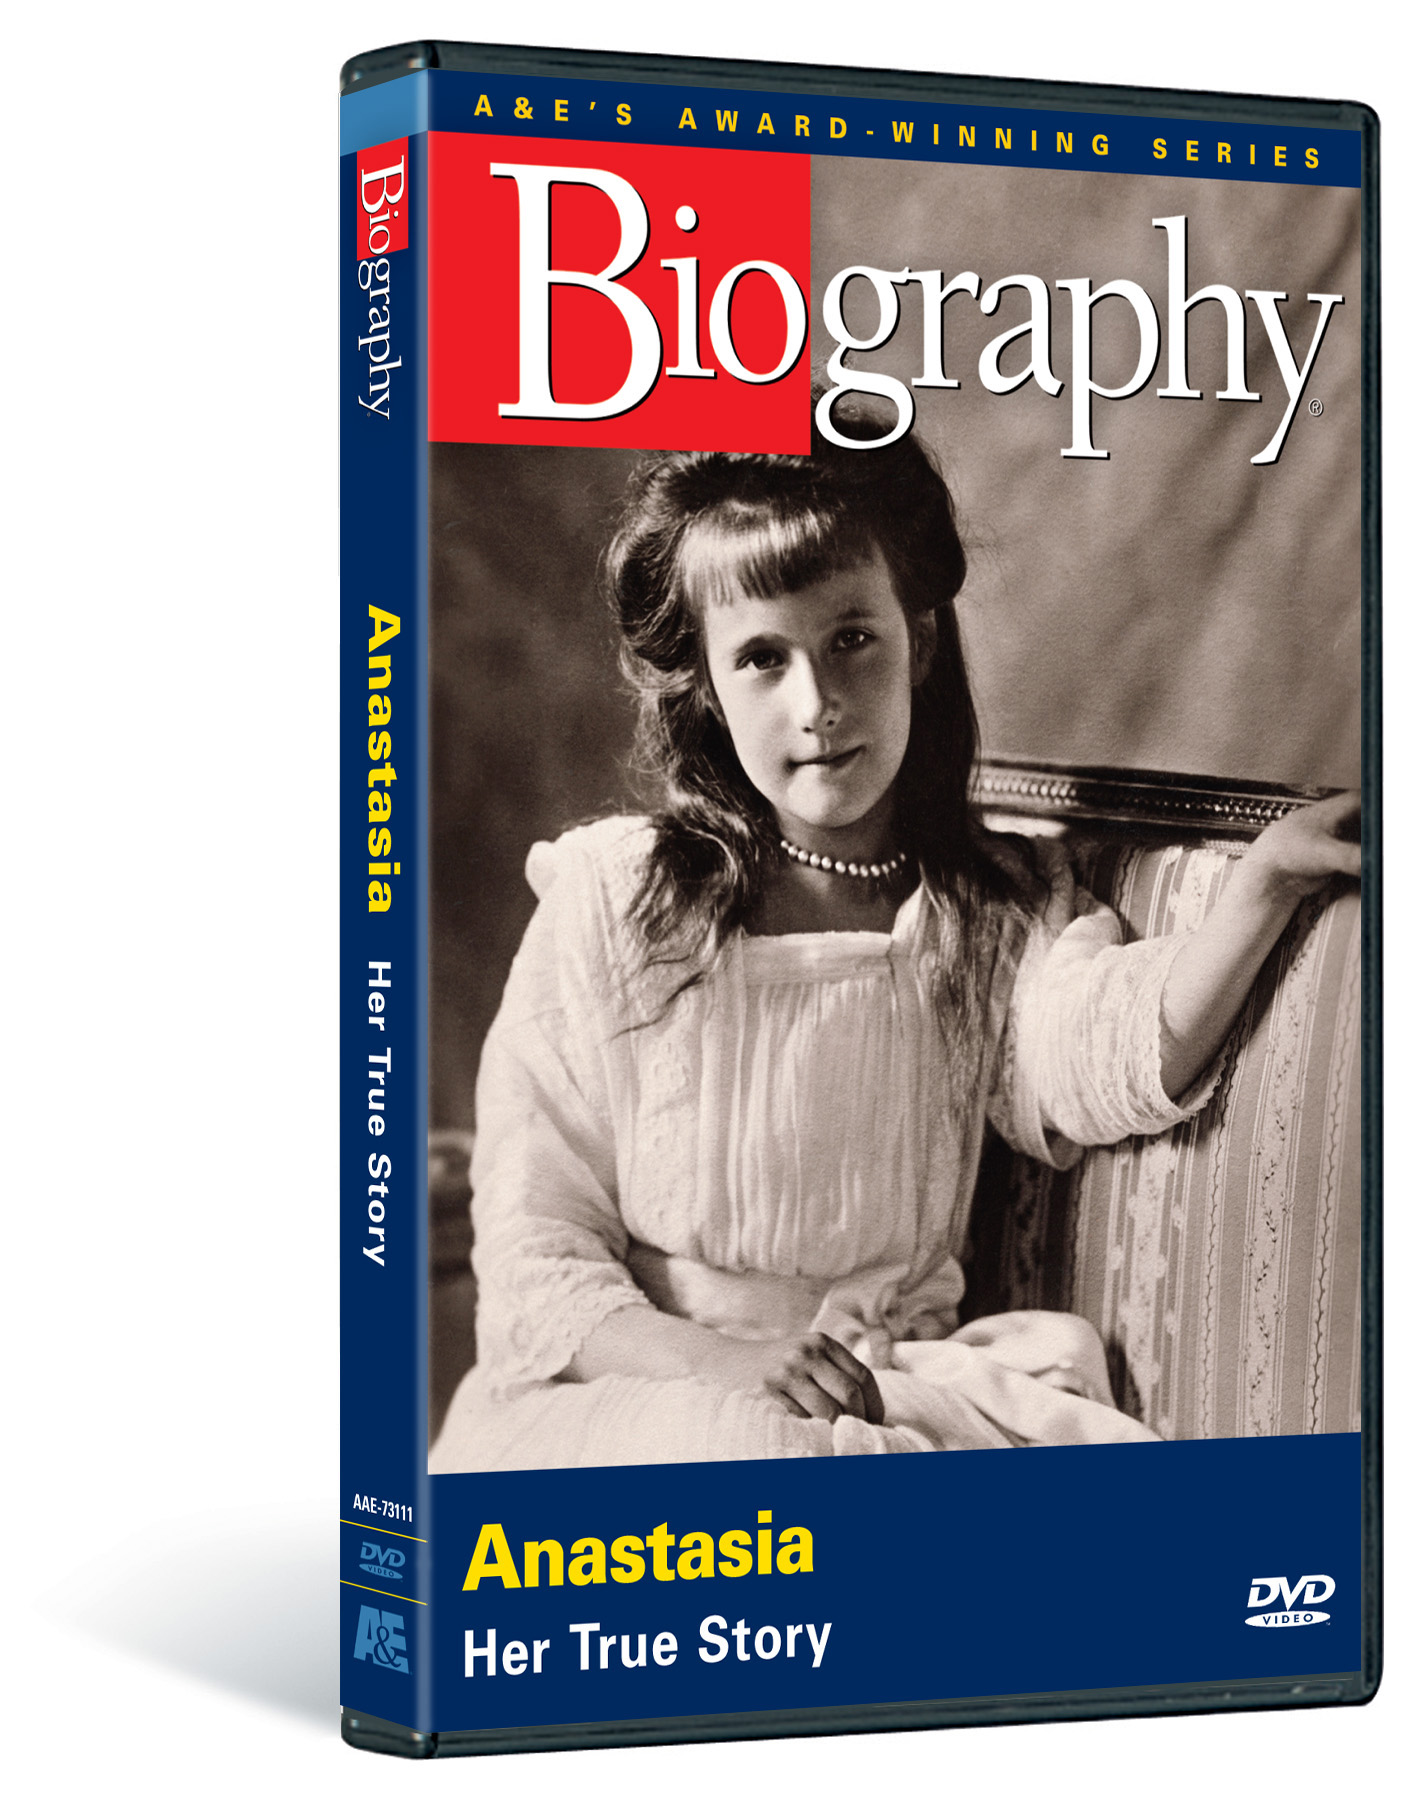 A&E'S AWARD-WINNING SERIES
Biography®
Anastasia
Her True Story
DVD
VIDEO
Biography
Anastasia Her True Story
AAE-73111
DVD
VIDEO
A&E